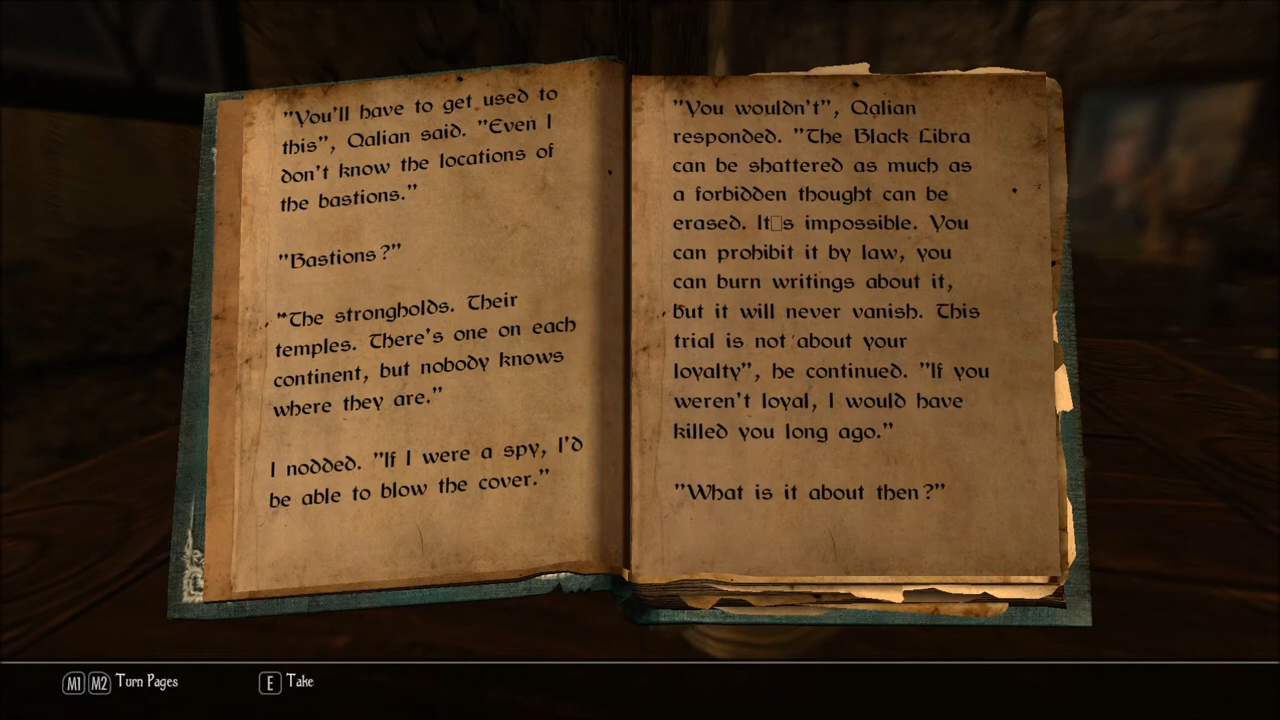 "You'll have to get used to
this", Qalian said. "Even I
don't know the locations of
the bastions."
"Bastions?"
"The strongholds. Their
temples. There's one on each
continent, but nobody knows
where they are."
I nodded. "If I were a spy, I'd
be able to blow the cover."
"You wouldn't", Qalian
responded. "The Black Libra
can be shattered as much as
a forbidden thought can be
erased. It□s impossible. You
can prohibit it by law, you
can burn writings about it,
but it will never vanish. This
trial is not about your
loyalty", he continued. "If you
weren't loyal, I would have
killed you long ago."
"What is it about then?"
M1 M2 Turn Pages
E Take